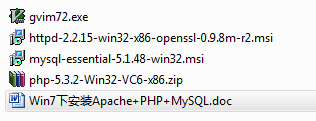 gvim72.exe
httpd-2.2.15-win32-x86-openssl-0.9.8m-r2.msi
mysql-essential-5.1.48-win32.msi
php-5.3.2-Win32-VC6-x86.zip
Win7下安装Apache+PHP+MySQL.doc